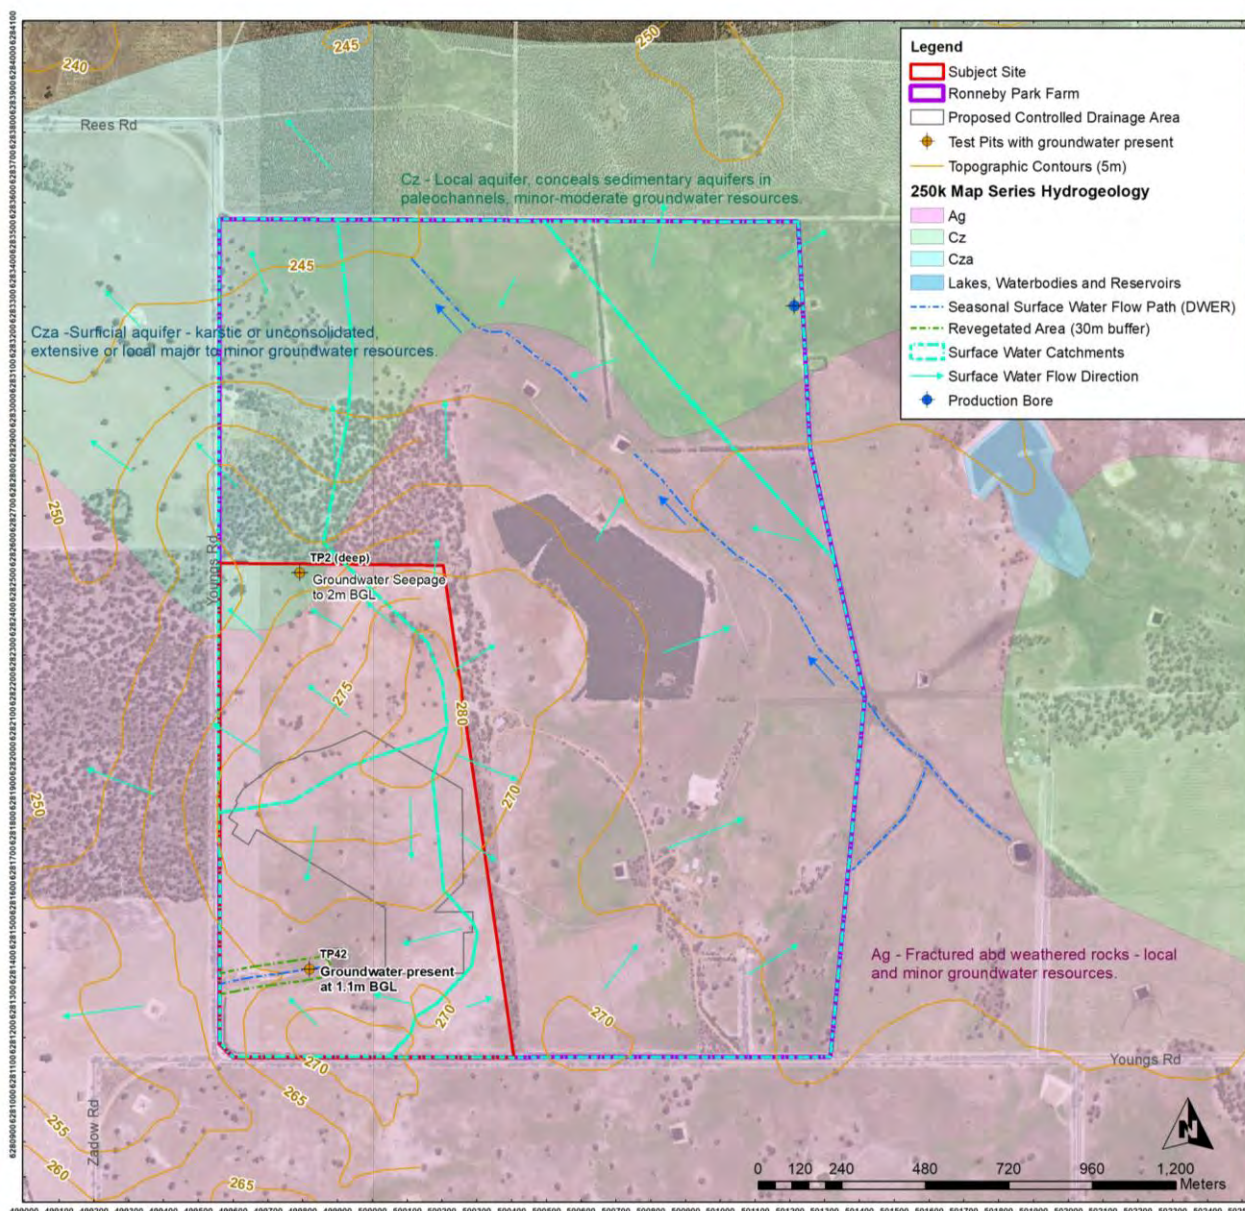 Legend
Subject Site
Ronneby Park Farm
Proposed Controlled Drainage Area
Test Pits with groundwater present
Topographic Contours (5m)
250k Map Series Hydrogeology
Ag
Cz
Cza
Lakes, Waterbodies and Reservoirs
Seasonal Surface Water Flow Path (DWER)
Revegetated Area (30m buffer)
Surface Water Catchments
Surface Water Flow Direction
Production Bore
240
245
250
Rees Rd
Cz - Local aquifer, conceals sedimentary aquifers in
paleochannels, minor-moderate groundwater resources.
245
Cza -Surficial aquifer - karstic or unconsolidated,
extensive or local major to minor groundwater resources.
250
Youngs Rd
TP2 (deep)
Groundwater Seepage
to 2m BGL
275
280
270
250
TP42
Groundwater present
at 1.1m BGL
Ag - Fractured abd weathered rocks - local
and minor groundwater resources.
270
270
270
265
255
260
265
Zadow Rd
Youngs Rd
N
0 120 240 480 720 960 1,200
Meters